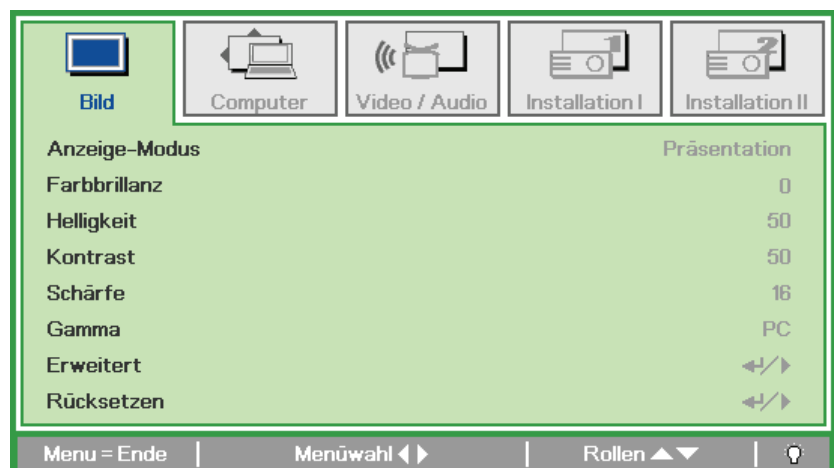 Bild Computer Video / Audio Installation I Installation II
Anzeige-Modus Präsentation
Farbbrillanz 0
Helligkeit 50
Kontrast 50
Schärfe 16
Gamma PC
Erweitert ↵/▶
Rücksetzen ↵/▶
Menu = Ende | Menüwahl ◀▶ | Rollen ▲▼ |